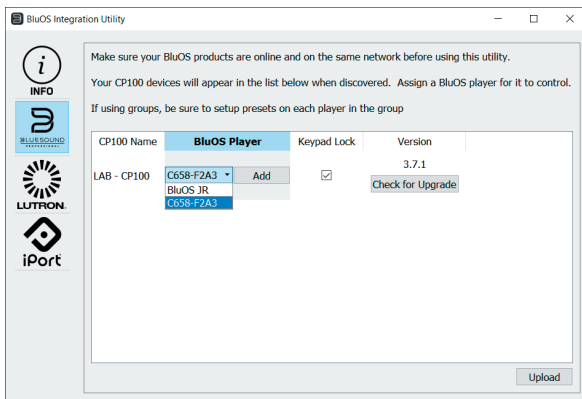 BluOS Integration Utility
INFO
BLUESOUND
PROFESSIONAL
LUTRON
iPort
Make sure your BluOS products are online and on the same network before using this utility.
Your CP100 devices will appear in the list below when discovered. Assign a BluOS player for it to control.
If using groups, be sure to setup presets on each player in the group
CP100 Name BluOS Player Keypad Lock Version
3.7.1
LAB - CP100 C658-F2A3 Add
Check for Upgrade
BluOS JR
C658-F2A3
Upload